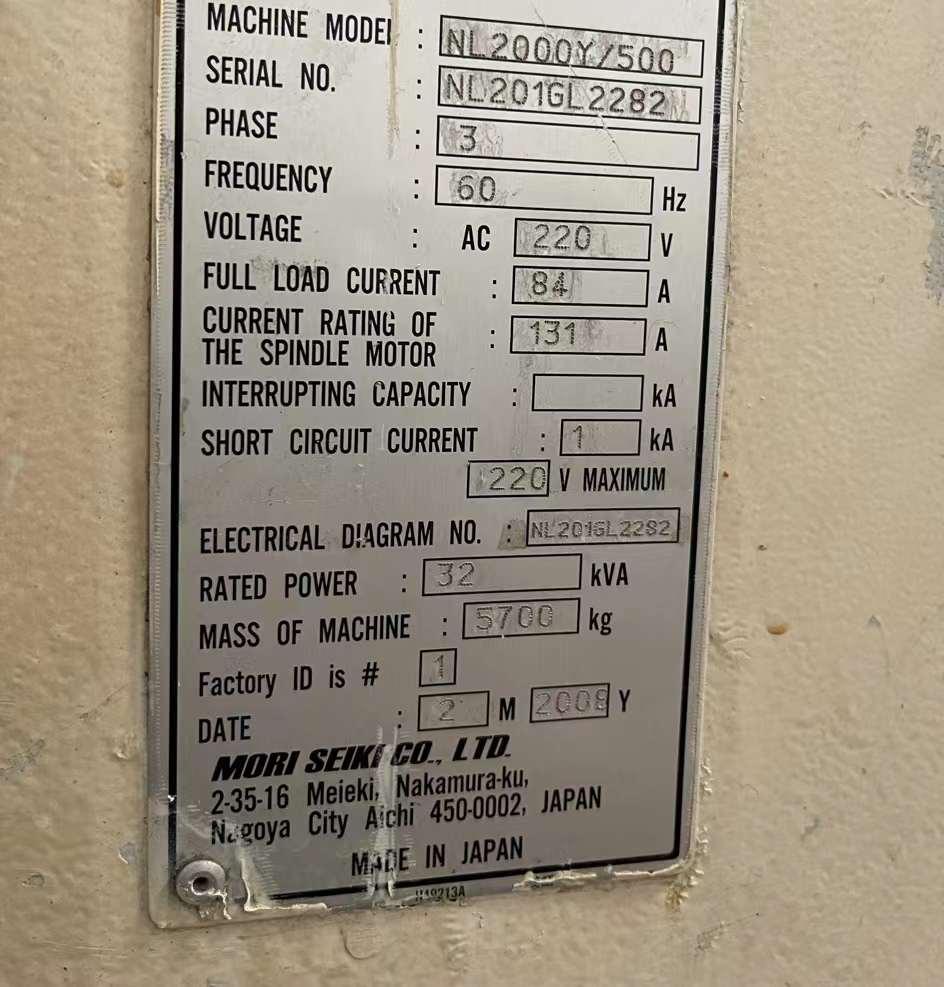 MACHINE MODEL : NL2000Y/500
SERIAL NO. : NL201GL2282
PHASE : 3
FREQUENCY : 60 Hz
VOLTAGE : AC 220 V
FULL LOAD CURRENT : 84 A
CURRENT RATING OF
THE SPINDLE MOTOR : 131 A
INTERRUPTING CAPACITY : kA
SHORT CIRCUIT CURRENT : 1 kA
220 V MAXIMUM
ELECTRICAL DIAGRAM NO. : NL201GL2282
RATED POWER : 32 kVA
MASS OF MACHINE : 5700 kg
Factory ID is # 1
DATE : 2 M 2008 Y
MORI SEIKI CO., LTD.
2-35-16 Meieki, Nakamura-ku,
Nagoya City Aichi 450-0002, JAPAN
MADE IN JAPAN